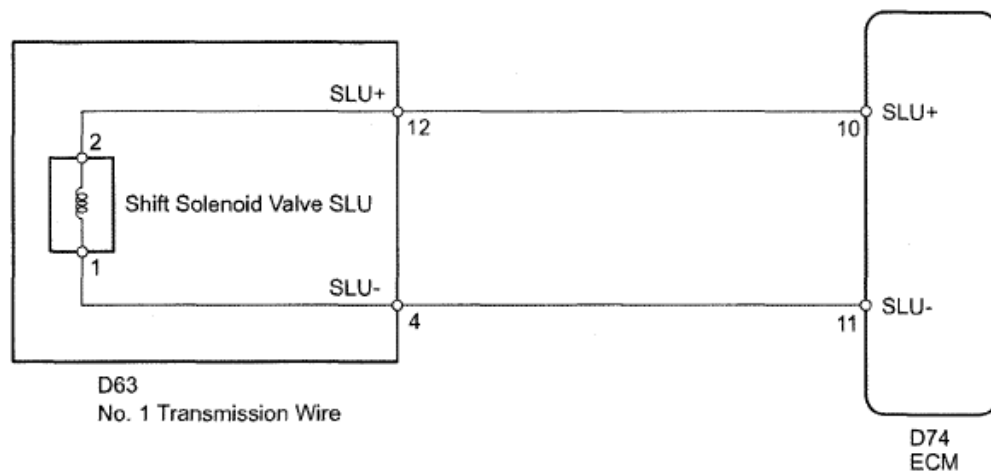 SLU+
12
10
SLU+
2
Shift Solenoid Valve SLU
1
SLU-
4
11
SLU-
D63
No. 1 Transmission Wire
D74
ECM